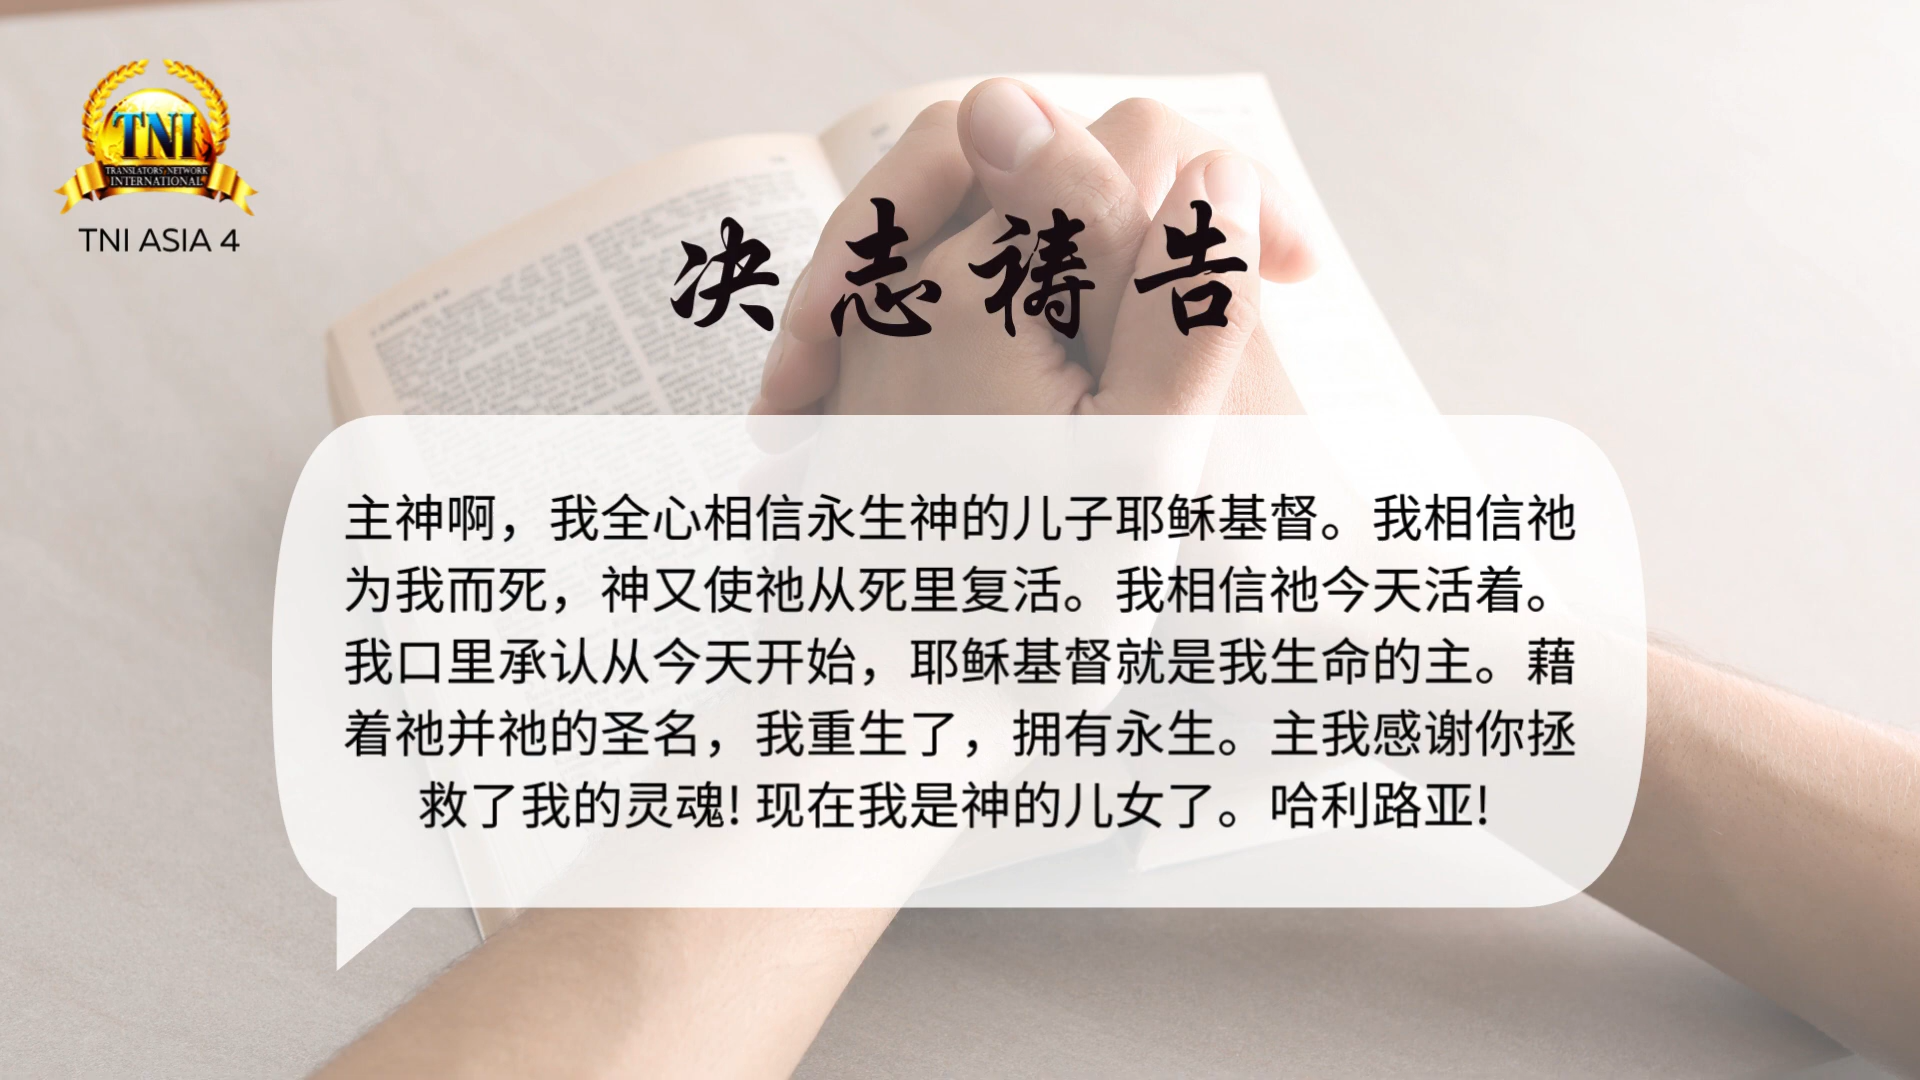 TNI
TRANSLATORS NETWORK
INTERNATIONAL
TNI ASIA 4
决志祷告
主神啊，我全心相信永生神的儿子耶稣基督。我相信祂
为我而死，神又使祂从死里复活。我相信祂今天活着。
我口里承认从今天开始，耶稣基督就是我生命的主。藉
着祂并祂的圣名，我重生了，拥有永生。主我感谢你拯
救了我的灵魂! 现在我是神的儿女了。哈利路亚!